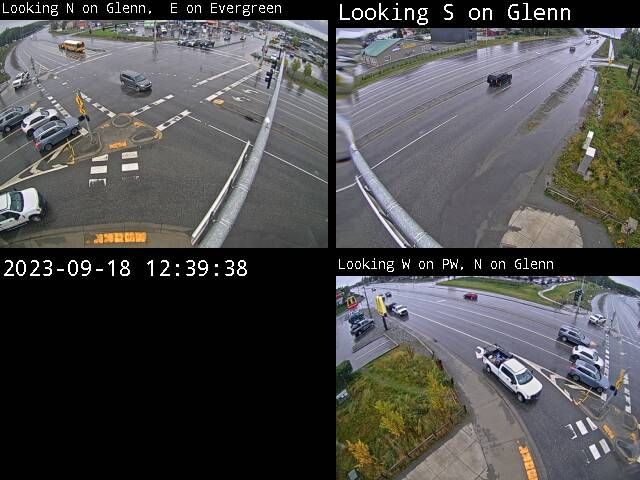 Looking N on Glenn,  E on Evergreen
Looking S on Glenn
2023-09-18 12:39:38
Looking W on PW, N on Glenn